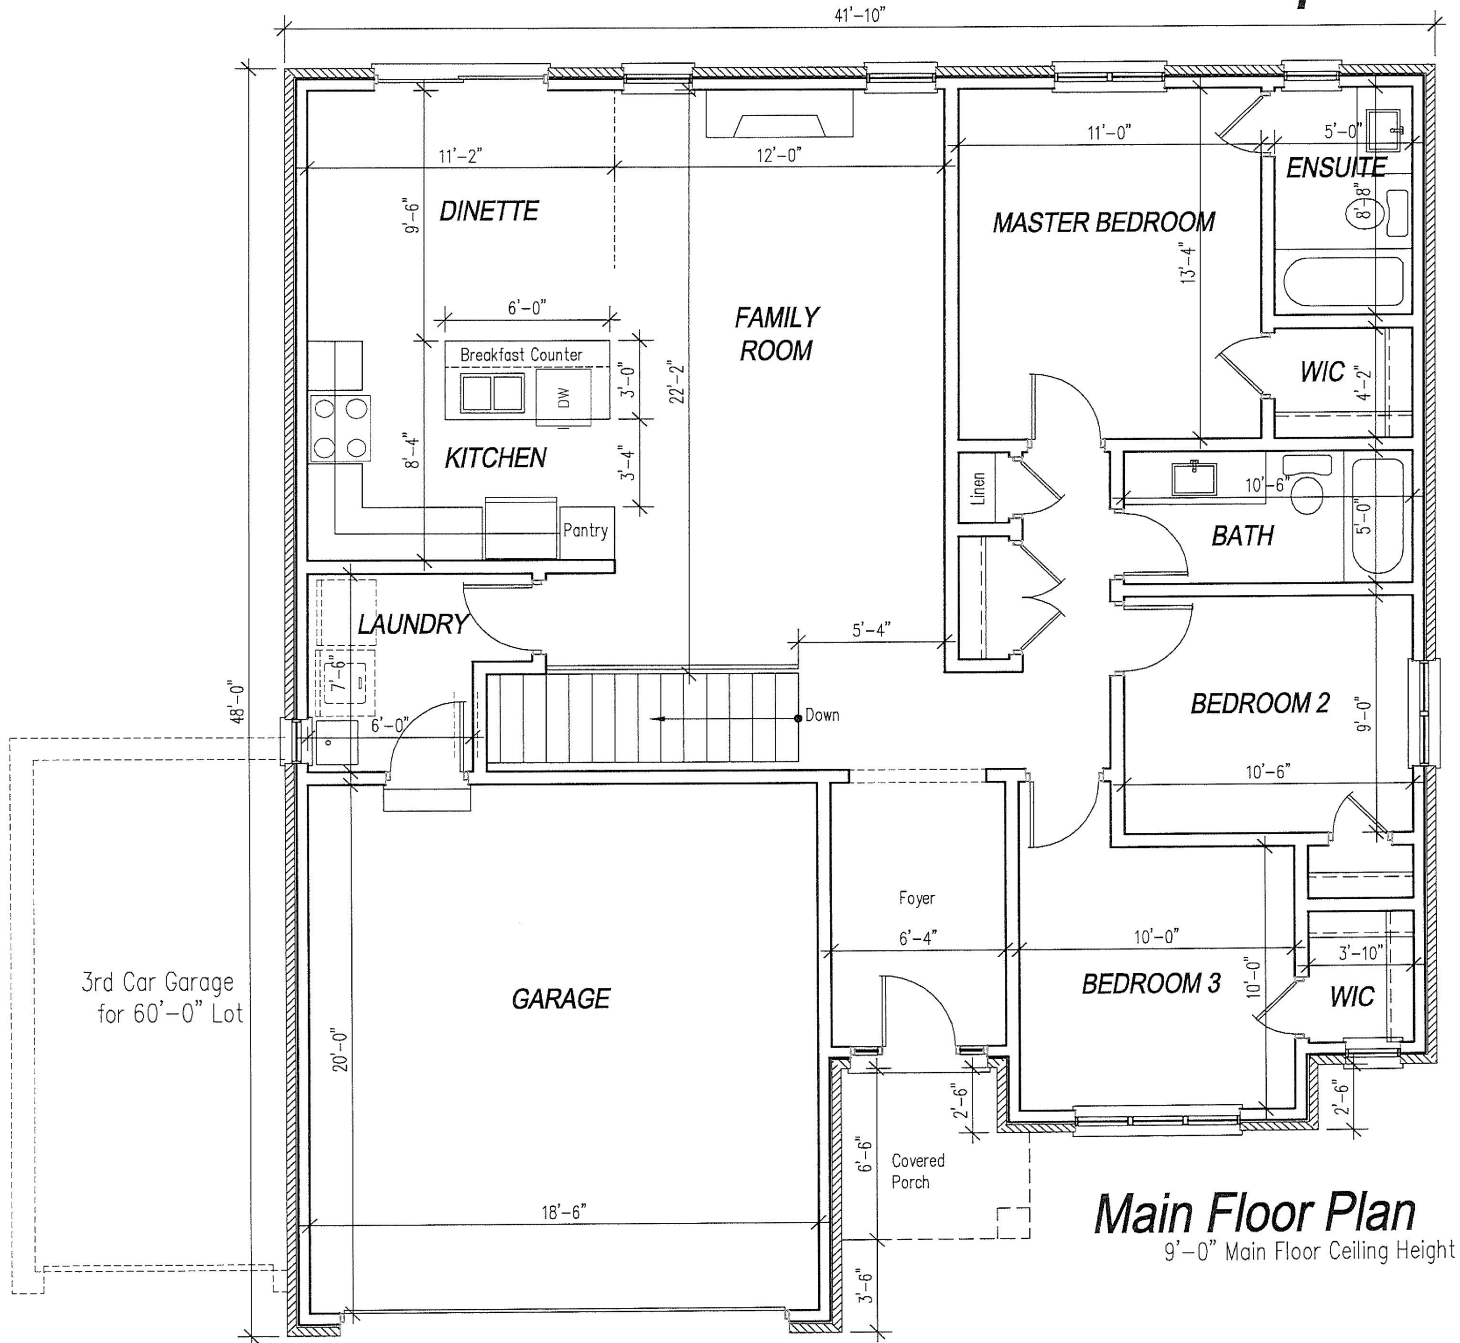 41'-10"
11'-2"
12'-0"
11'-0"
5'-0"
ENSUITE
9'-6"
DINETTE
MASTER BEDROOM
8'-8"
13'-4"
6'-0"
FAMILY
ROOM
Breakfast Counter
DW
3'-0"
22'-2"
WIC
4'-2"
KITCHEN
8'-4"
3'-4"
Linen
10'-6"
Pantry
BATH
5'-0"
LAUNDRY
5'-4"
7'-6"
48'-0"
6'-0"
Down
BEDROOM 2
9'-0"
10'-6"
Foyer
6'-4"
10'-0"
3'-10"
3rd Car Garage
for 60'-0" Lot
GARAGE
BEDROOM 3
10'-0"
WIC
20'-0"
2'-6"
2'-6"
6'-6"
Covered
Porch
18'-6"
Main Floor Plan
9'-0" Main Floor Ceiling Height
3'-6"